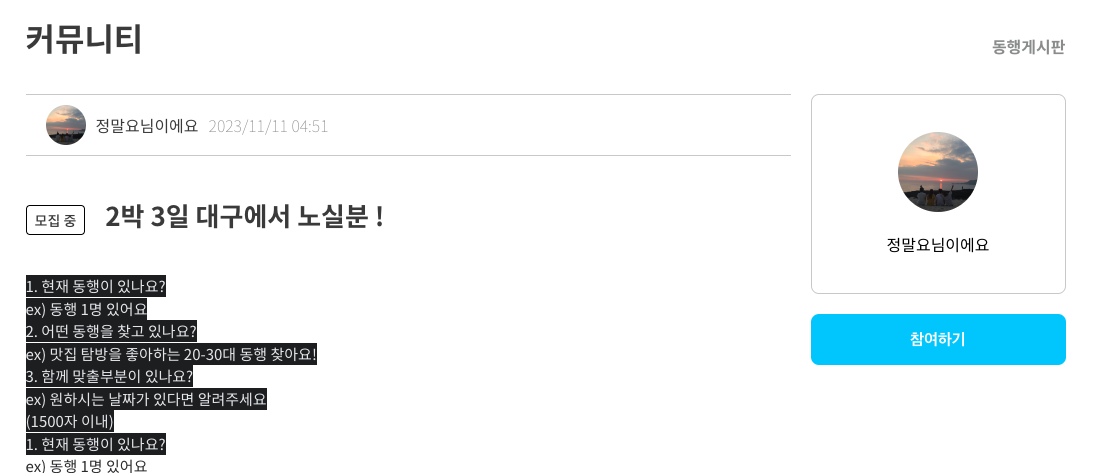 커뮤니티
동행게시판
정말요님이에요 2023/11/11 04:51
모집 중 2박 3일 대구에서 노실분 !
1. 현재 동행이 있나요?
ex) 동행 1명 있어요
2. 어떤 동행을 찾고 있나요?
ex) 맛집 탐방을 좋아하는 20-30대 동행 찾아요!
3. 함께 맞출부분이 있나요?
ex) 원하시는 날짜가 있다면 알려주세요
(1500자 이내)
1. 현재 동행이 있나요?
ex) 동행 1명 있어요
정말요님이에요
참여하기